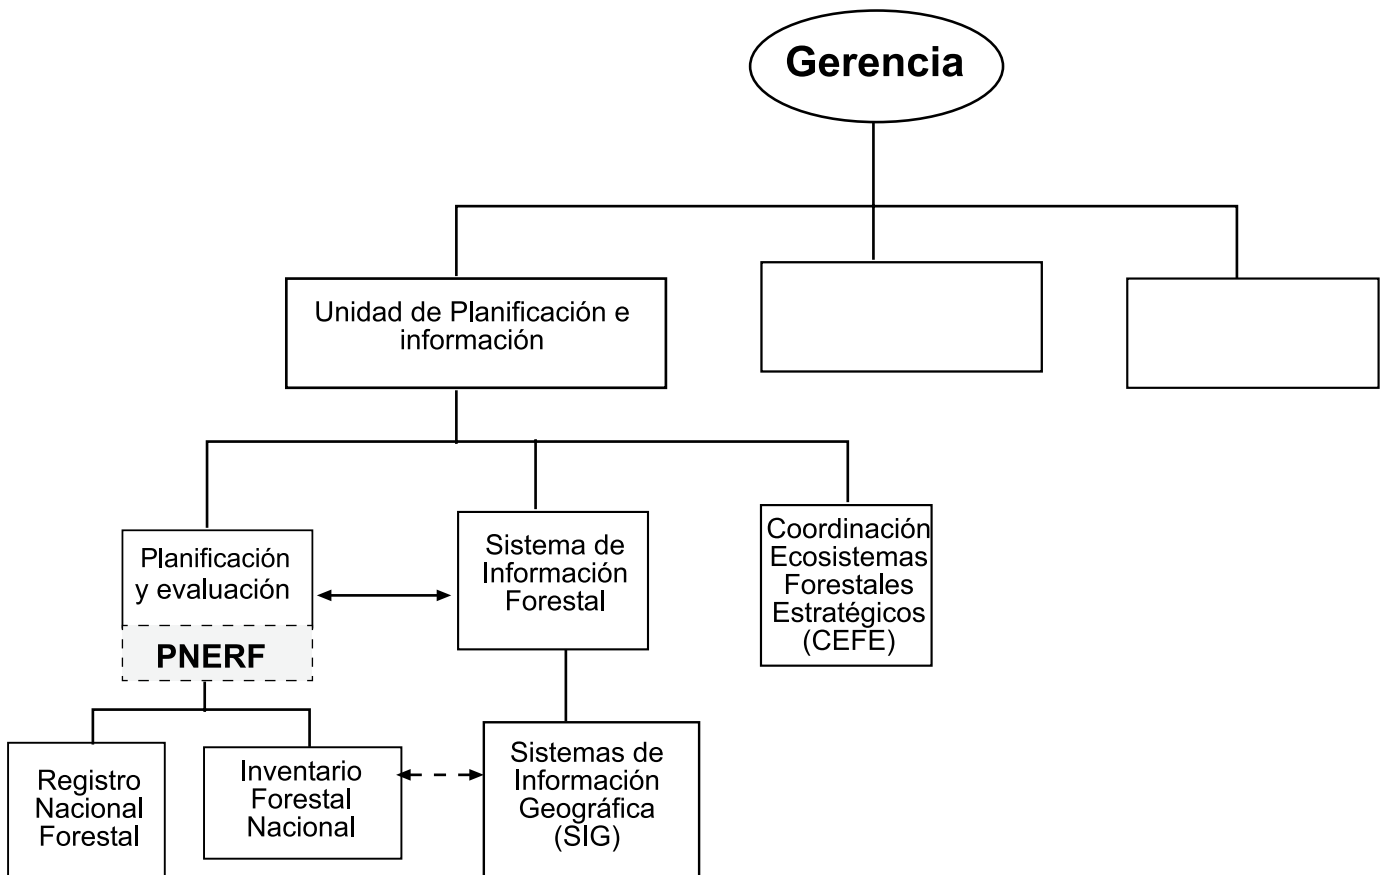 Gerencia
Unidad de Planificación e
información
Planificación
y evaluación
PNERF
Sistema de
Información
Forestal
Coordinación
Ecosistemas
Forestales
Estratégicos
(CEFE)
Registro
Nacional
Forestal
Inventario
Forestal
Nacional
Sistemas de
Información
Geográfica
(SIG)